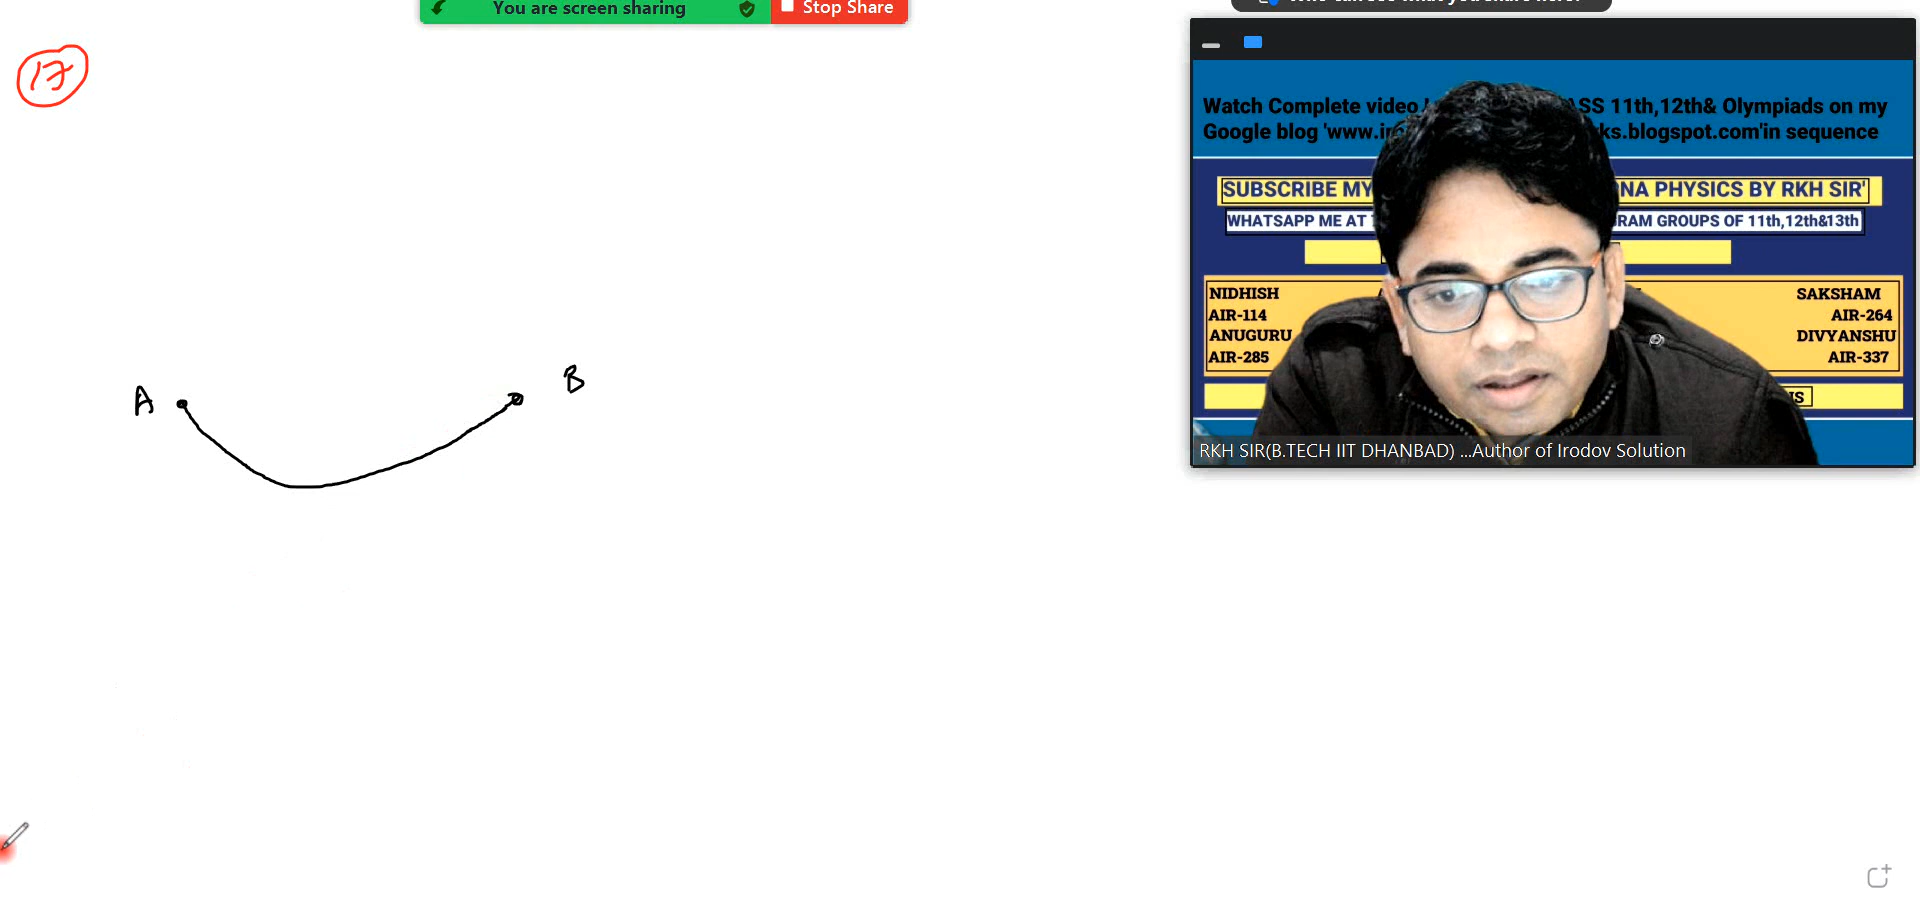 You are screen sharing
Stop Share
17
A
B
Watch Complete video ASS 11th,12th& Olympiads on my
Google blog 'www. ks.blogspot.com'in sequence
SUBSCRIBE MY NA PHYSICS BY RKH SIR'
WHATSAPP ME AT RAM GROUPS OF 11th,12th&13th
NIDHISH SAKSHAM
AIR-114 AIR-264
ANUGURU DIVYANSHU
AIR-285 AIR-337
RKH SIR(B.TECH IIT DHANBAD) ...Author of Irodov Solution